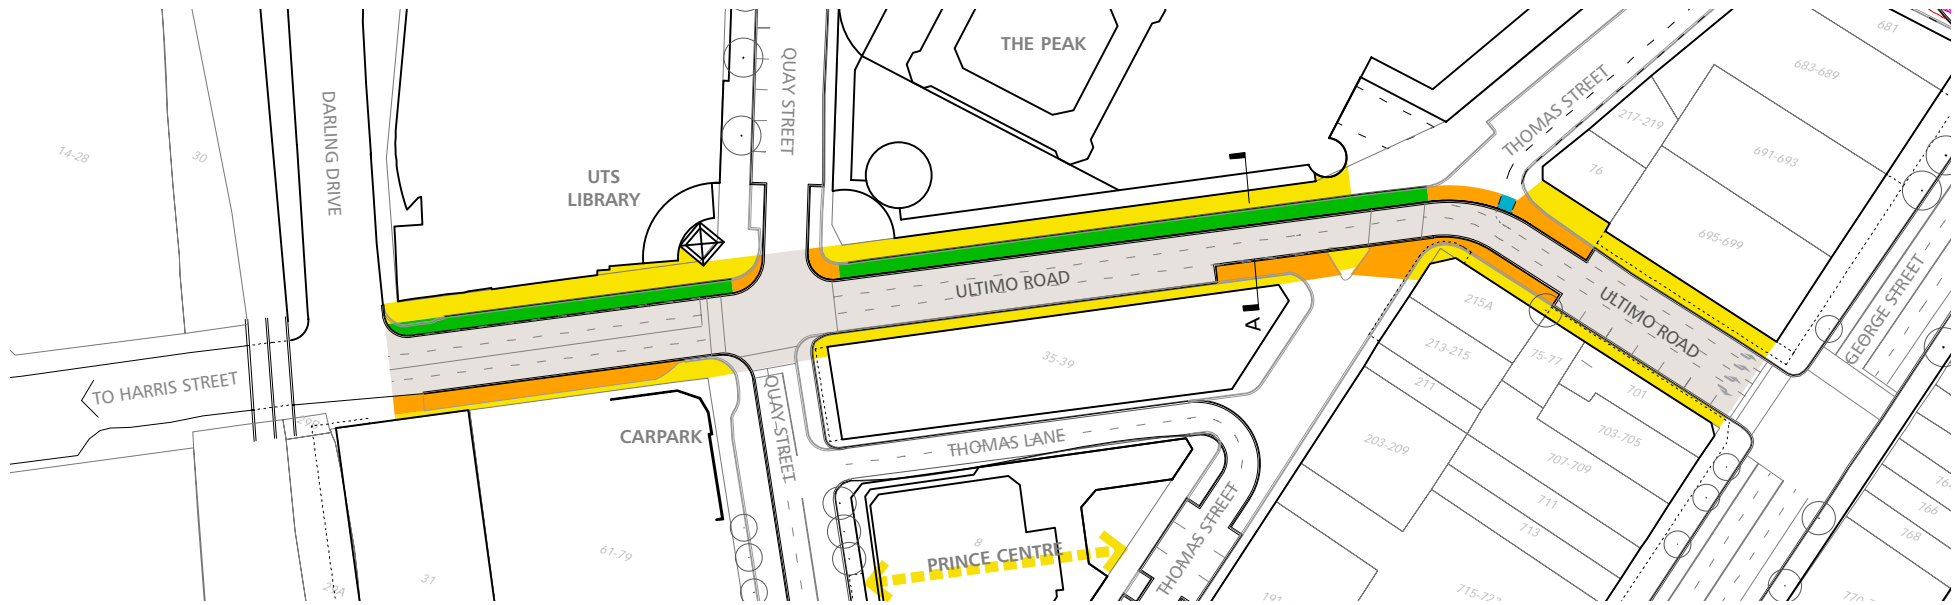 THE PEAK
681
683-689
QUAY STREET
THOMAS STREET
217-219
DARLING DRIVE
14-28
30
691-693
UTS
LIBRARY
76
695-699
ULTIMO ROAD
ULTIMO ROAD
GEORGE STREET
215A
A
213-215
75-77
35-39
211
701
TO HARRIS STREET
QUAY STREET
29D
CARPARK
THOMAS LANE
203-209
703-705
707-709
711
713
766
768
THOMAS STREET
8
PRINCE CENTRE
61-79
31
29A
191
715-723